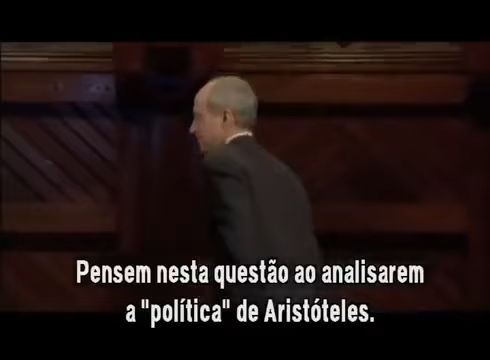 Pensem nesta questão ao analisarem
a "política" de Aristóteles.